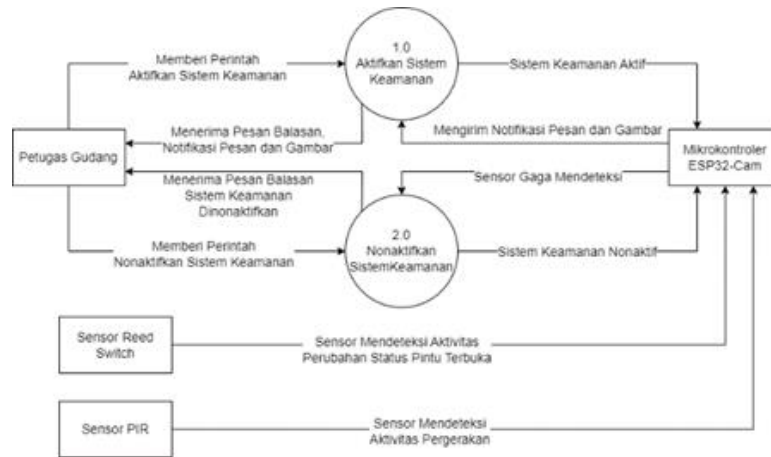 Memberi Perintah
Aktifkan Sistem Keamanan
1.0
Aktifkan Sistem
Keamanan
Sistem Keamanan Aktif
Petugas Gudang
Menerima Pesan Balasan,
Notifikasi Pesan dan Gambar
Mengirim Notifikasi Pesan dan Gambar
Mikrokontroler
ESP32-Cam
Menerima Pesan Balasan
Sistem Keamanan
Dinonaktifkan
Sensor Gaga Mendeteksi
Memberi Perintah
Nonaktifkan Sistem Keamanan
2.0
Nonaktifkan
SistemKeamanan
Sistem Keamanan Nonaktif
Sensor Reed
Switch
Sensor Mendeteksi Aktivitas
Perubahan Status Pintu Terbuka
Sensor PIR
Sensor Mendeteksi
Aktivitas Pergerakan